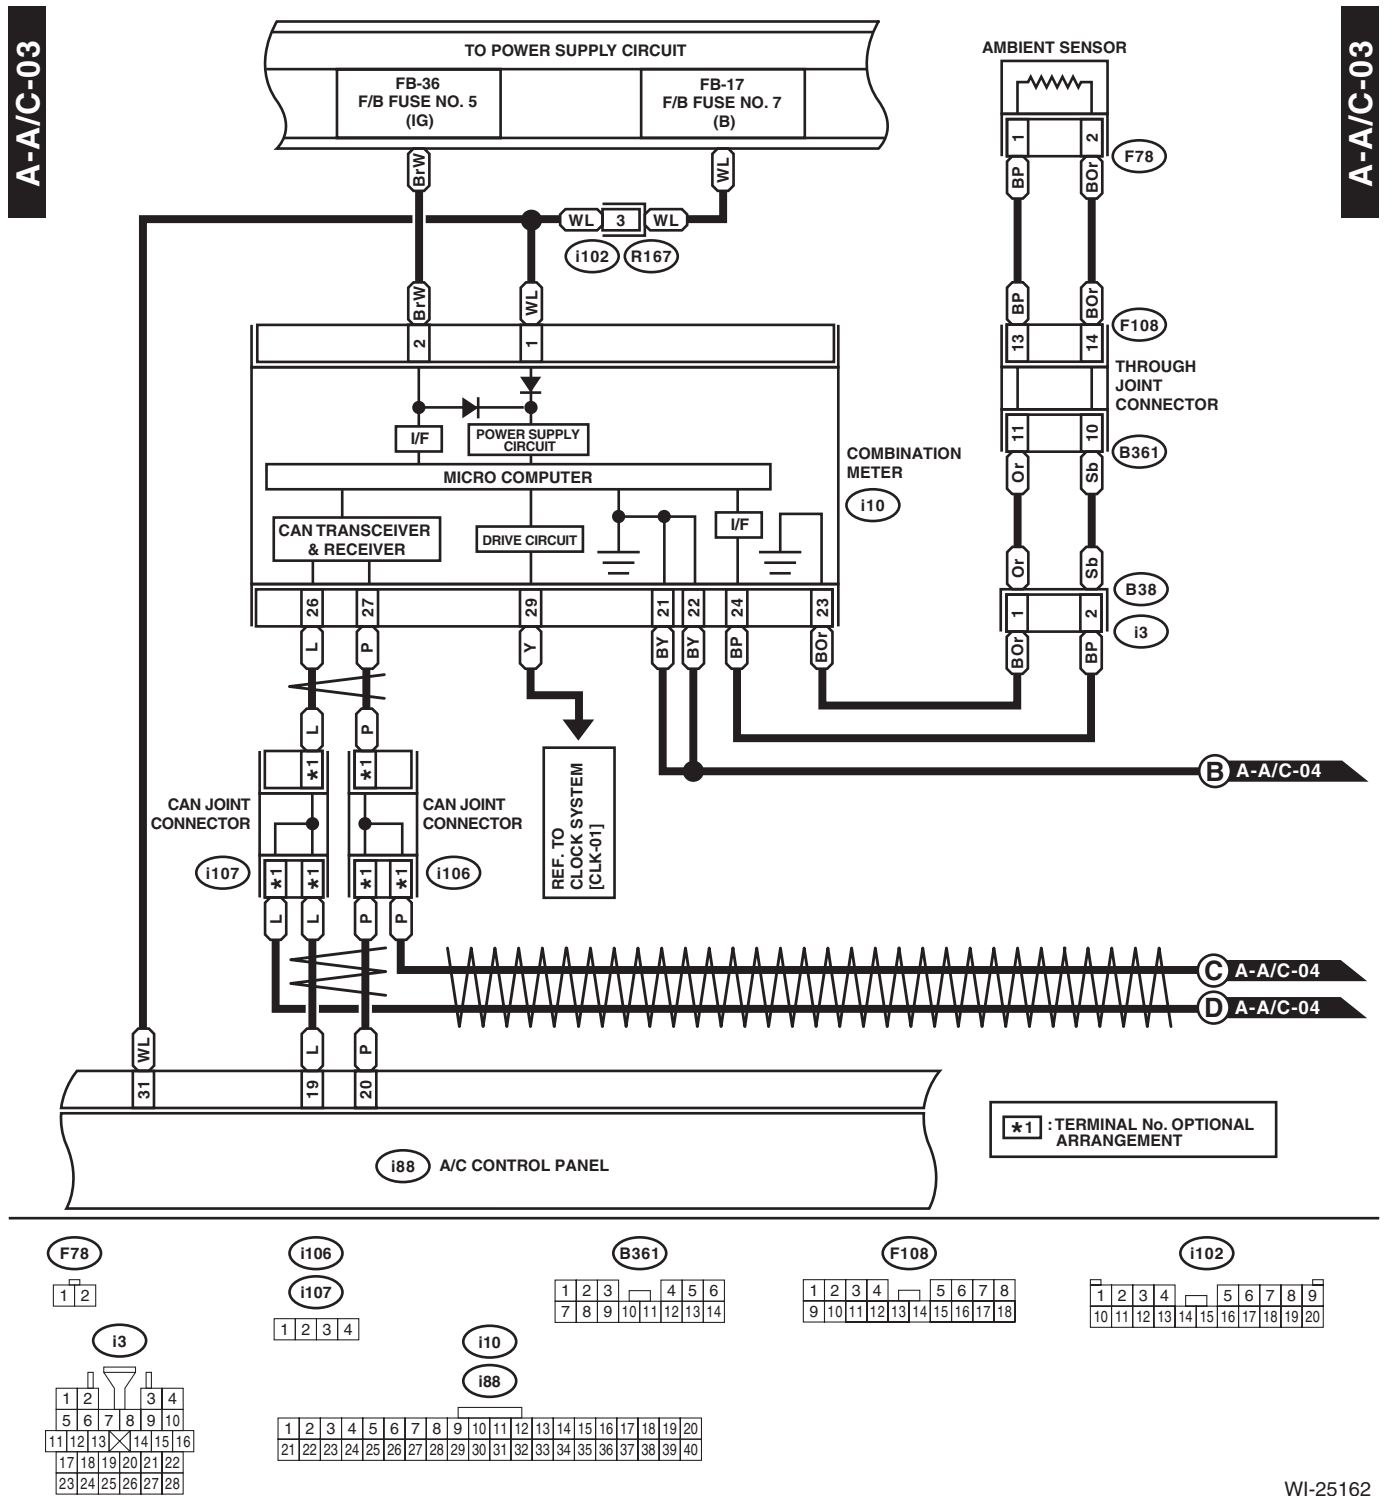 A-A/C-03
A-A/C-03
TO POWER SUPPLY CIRCUIT
FB-36
F/B FUSE NO. 5
(IG)
FB-17
F/B FUSE NO. 7
(B)
AMBIENT SENSOR
1
2
F78
BrW
WL
BP
BOr
WL
3
WL
i102
R167
BrW
WL
BP
BOr
F108
2
1
13
14
THROUGH
JOINT
CONNECTOR
I/F
POWER SUPPLY
CIRCUIT
11
10
B361
MICRO COMPUTER
COMBINATION
METER
i10
Or
Sb
CAN TRANSCEIVER
& RECEIVER
DRIVE CIRCUIT
I/F
Or
Sb
B38
26
27
29
21
22
24
23
1
2
i3
L
P
Y
BY
BY
BP
BOr
BOr
BP
L
P
*1
*1
REF. TO
CLOCK SYSTEM
[CLK-01]
B
A-A/C-04
CAN JOINT
CONNECTOR
CAN JOINT
CONNECTOR
i107
*1
*1
*1
*1
i106
L
L
P
P
C
A-A/C-04
D
A-A/C-04
WL
L
P
31
19
20
*1
: TERMINAL No. OPTIONAL
ARRANGEMENT
i88
A/C CONTROL PANEL
F78
1 2
i106
i107
1 2 3 4
B361
1 2 3 4 5 6
7 8 9 10 11 12 13 14
F108
1 2 3 4 5 6 7 8
9 10 11 12 13 14 15 16 17 18
i102
1 2 3 4 5 6 7 8 9
10 11 12 13 14 15 16 17 18 19 20
i3
1 2 3 4
5 6 7 8 9 10
11 12 13 14 15 16
17 18 19 20 21 22
23 24 25 26 27 28
i10
i88
1 2 3 4 5 6 7 8 9 10 11 12 13 14 15 16 17 18 19 20
21 22 23 24 25 26 27 28 29 30 31 32 33 34 35 36 37 38 39 40
WI-25162